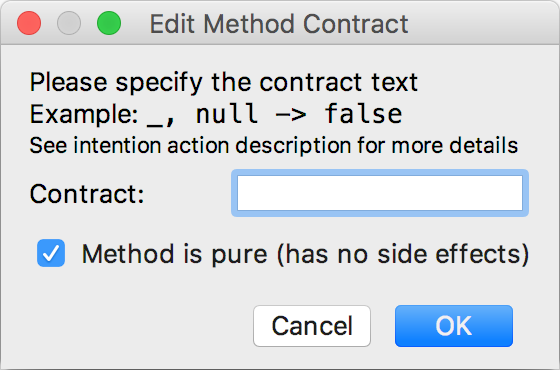 Edit Method Contract
Please specify the contract text
Example: _, null -> false
See intention action description for more details
Contract:
Method is pure (has no side effects)
Cancel
OK